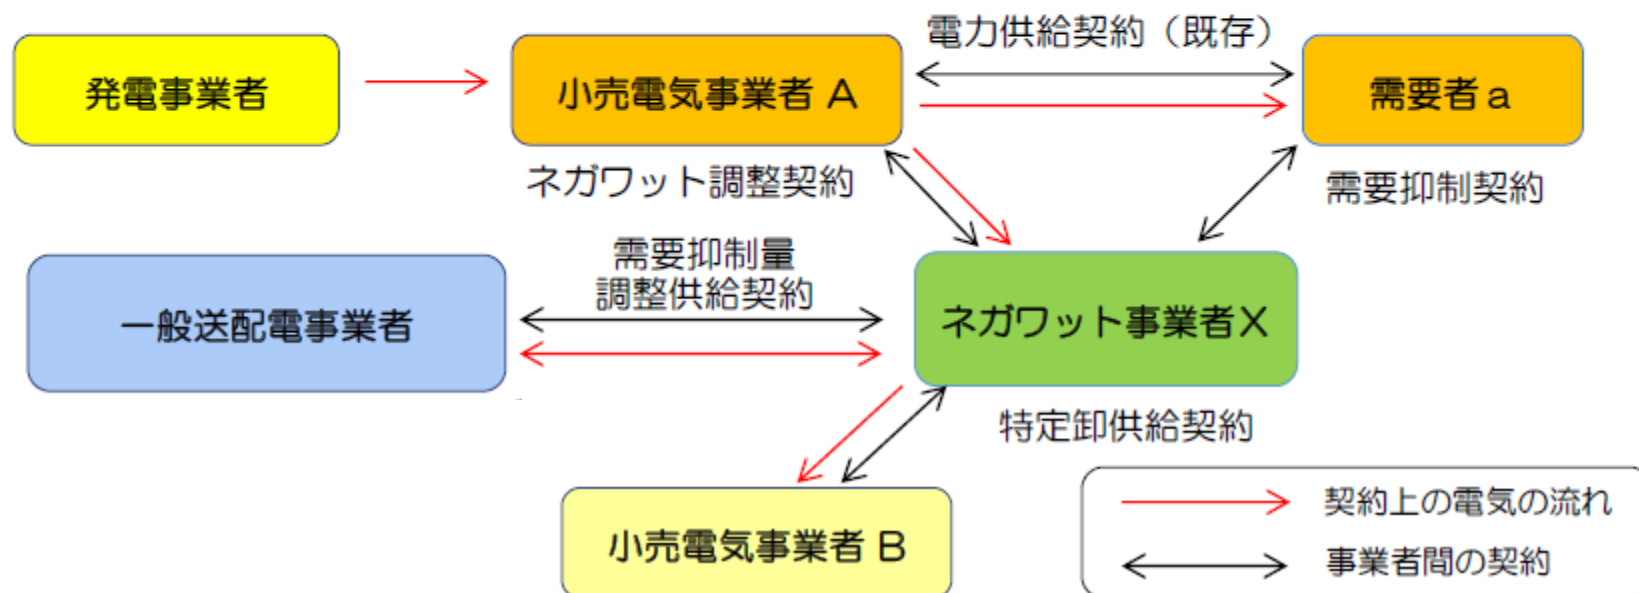 電力供給契約（既存）
発電事業者
小売電気事業者 A
需要者 a
ネガワット調整契約
需要抑制契約
需要抑制量
調整供給契約
一般送配電事業者
ネガワット事業者X
特定卸供給契約
小売電気事業者 B
契約上の電気の流れ
事業者間の契約